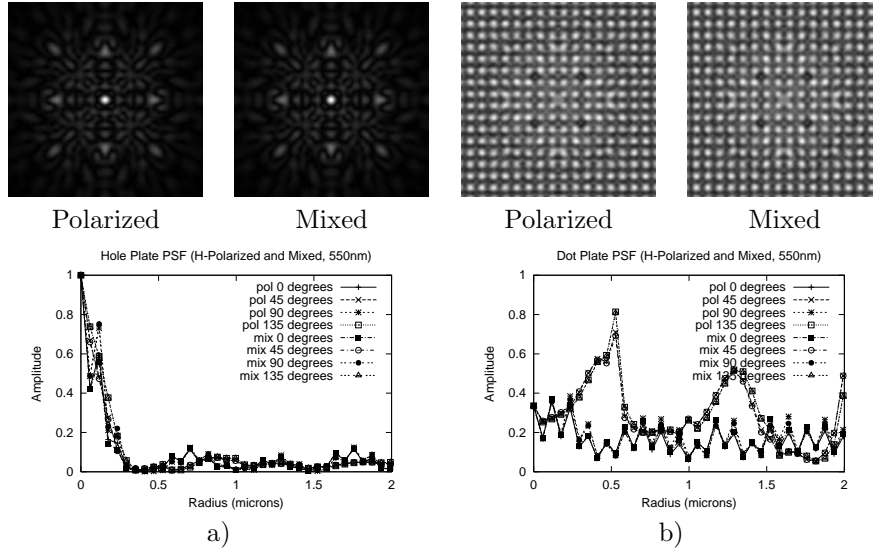 Polarized Mixed Polarized Mixed
Hole Plate PSF (H-Polarized and Mixed, 550nm)
1
0.8
0.6
0.4
0.2
0
Amplitude
pol 0 degrees
pol 45 degrees
pol 90 degrees
pol 135 degrees
mix 0 degrees
mix 45 degrees
mix 90 degrees
mix 135 degrees
0 0.5 1 1.5 2
Radius (microns)
a)
Dot Plate PSF (H-Polarized and Mixed, 550nm)
1
0.8
0.6
0.4
0.2
0
Amplitude
pol 0 degrees
pol 45 degrees
pol 90 degrees
pol 135 degrees
mix 0 degrees
mix 45 degrees
mix 90 degrees
mix 135 degrees
0 0.5 1 1.5 2
Radius (microns)
b)